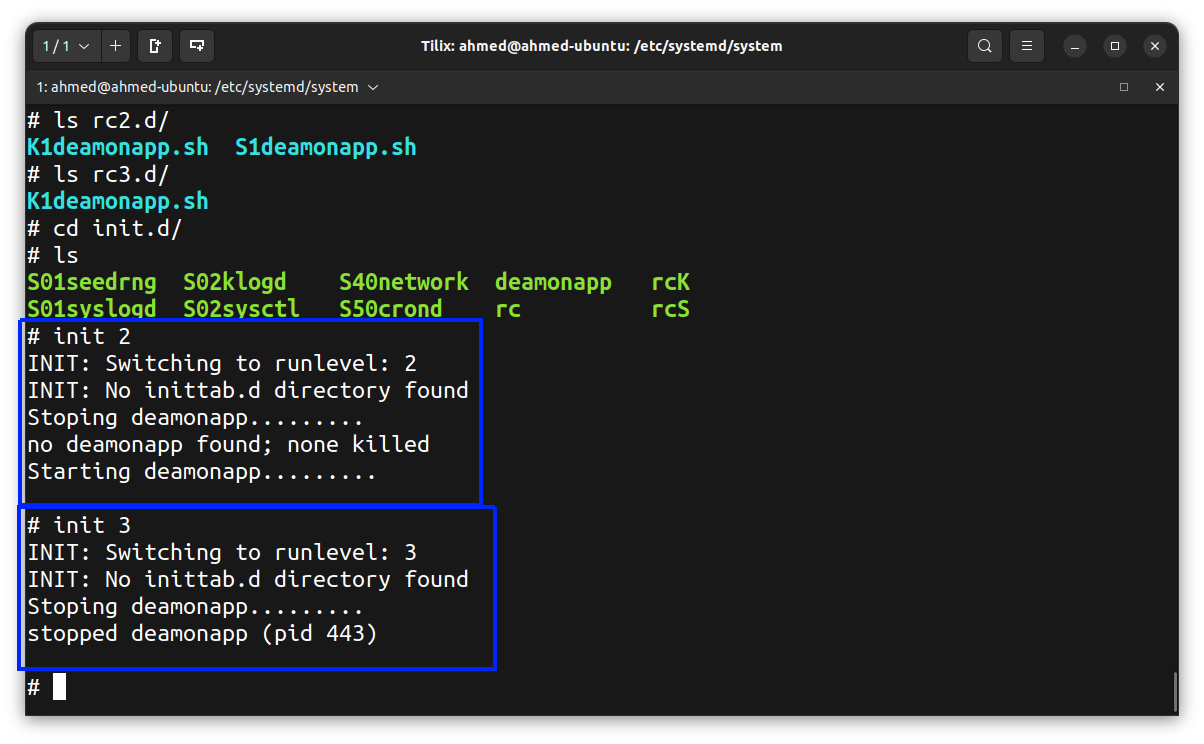 1 / 1
Tilix: ahmed@ahmed-ubuntu: /etc/systemd/system
1: ahmed@ahmed-ubuntu: /etc/systemd/system
# ls rc2.d/
K1deamonapp.sh  S1deamonapp.sh
# ls rc3.d/
K1deamonapp.sh
# cd init.d/
# ls
S01seedrng  S02klogd    S40network  deamonapp   rcK
S01syslogd  S02sysctl   S50crond    rc          rcS
# init 2
INIT: Switching to runlevel: 2
INIT: No inittab.d directory found
Stoping deamonapp.........
no deamonapp found; none killed
Starting deamonapp.........
# init 3
INIT: Switching to runlevel: 3
INIT: No inittab.d directory found
Stoping deamonapp.........
stopped deamonapp (pid 443)
#